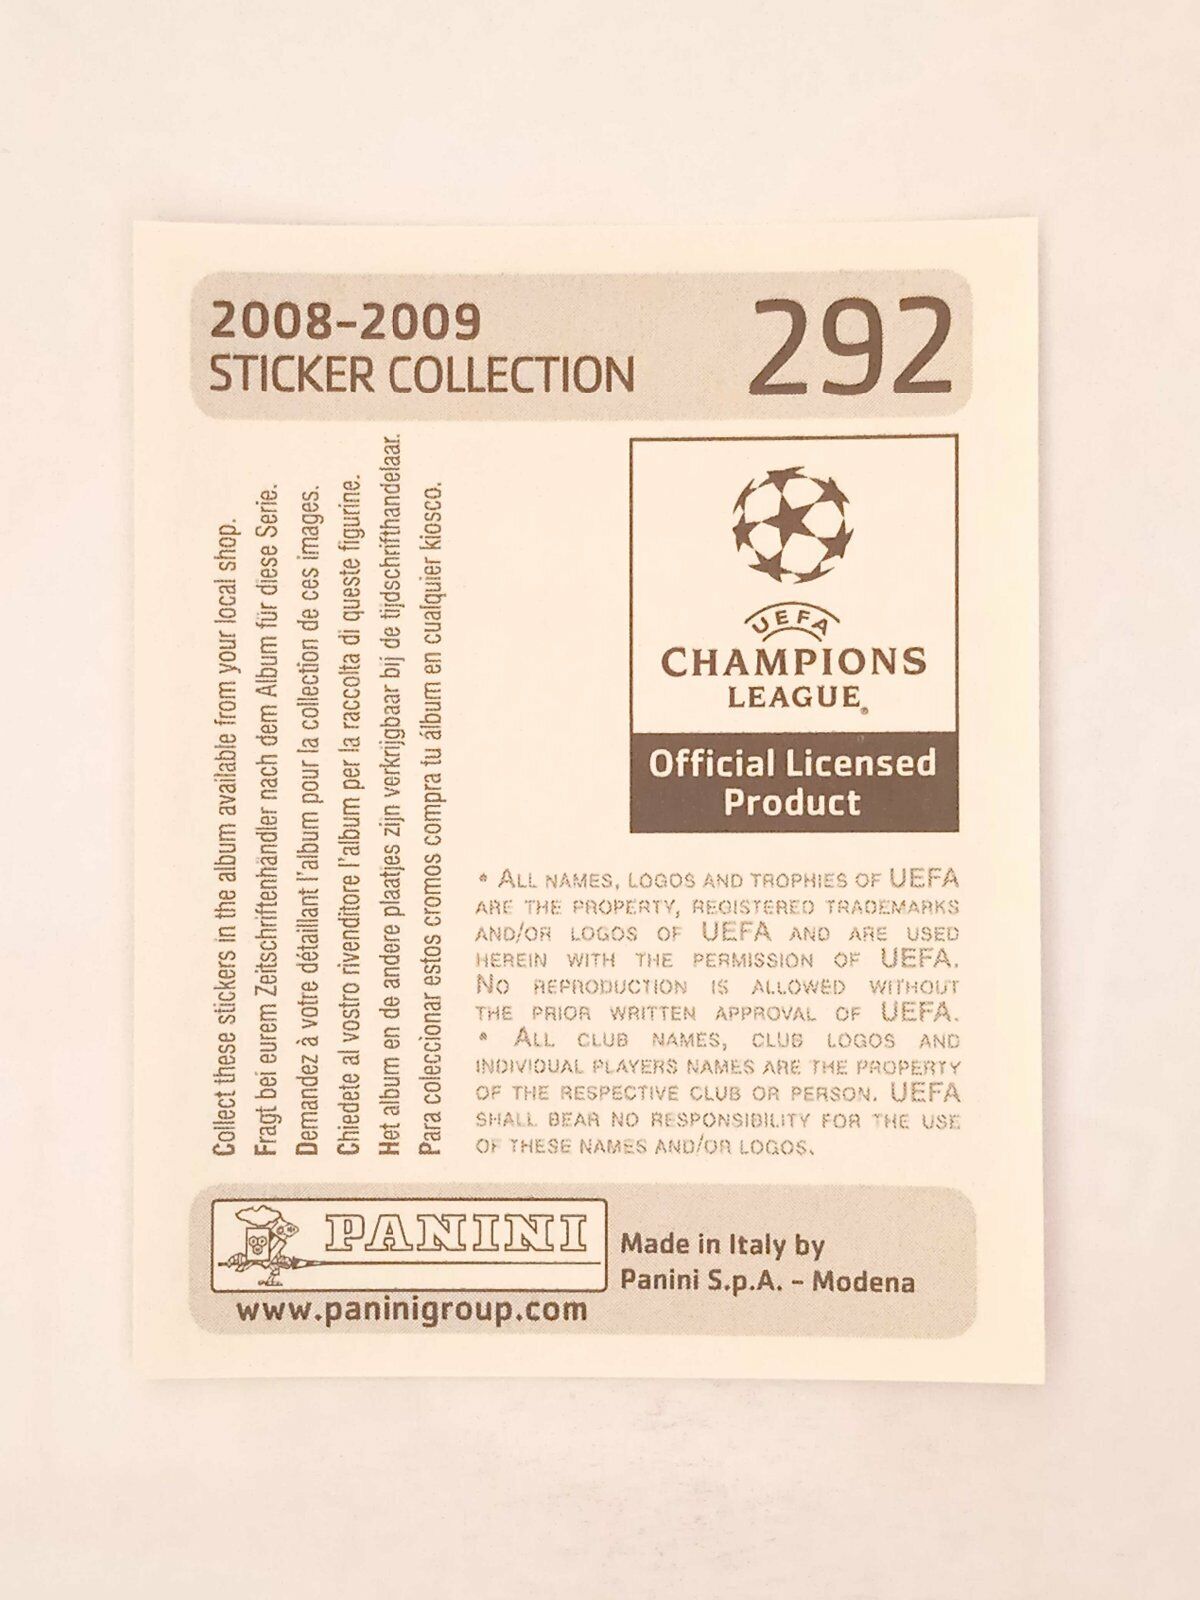 2008-2009
STICKER COLLECTION
292
Collect these stickers in the album available from your local shop.
Fragt bei eurem Zeitschriftenhändler nach dem Album für diese Serie.
Demandez à votre détaillant l'album pour la collection de ces images.
Chiedete al vostro rivenditore l'album per la raccolta di queste figurine.
Het album en de andere plaatjes zijn verkrijgbaar bij de tijdschrifthandelaar.
Para coleccionar estos cromos compra tu álbum en cualquier kiosco.
UEFA
CHAMPIONS
LEAGUE®
Official Licensed
Product
* ALL NAMES, LOGOS AND TROPHIES OF UEFA
ARE THE PROPERTY, REGISTERED TRADEMARKS
AND/OR LOGOS OF UEFA AND ARE USED
HEREIN WITH THE PERMISSION OF UEFA.
NO REPRODUCTION IS ALLOWED WITHOUT
THE PRIOR WRITTEN APPROVAL OF UEFA.
* ALL CLUB NAMES, CLUB LOGOS AND
INDIVIDUAL PLAYERS NAMES ARE THE PROPERTY
OF THE RESPECTIVE CLUB OR PERSON. UEFA
SHALL BEAR NO RESPONSIBILITY FOR THE USE
OF THESE NAMES AND/OR LOGOS.
PANINI
www.paninigroup.com
Made in Italy by
Panini S.p.A. - Modena